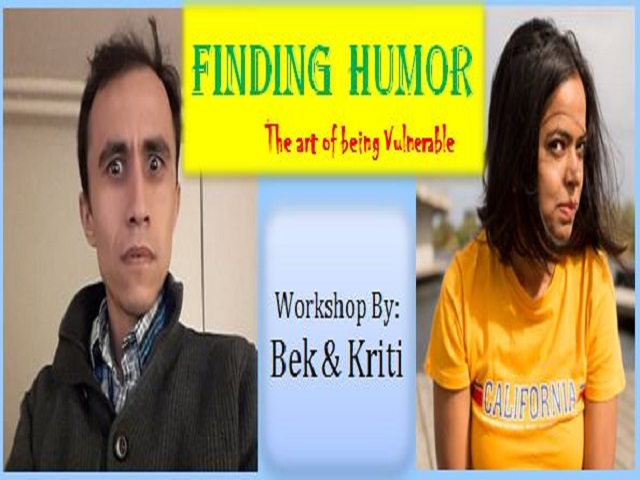 FINDING HUMOR
The art of being Vulnerable
Workshop By:
Bek & Kriti
CALIFORNIA